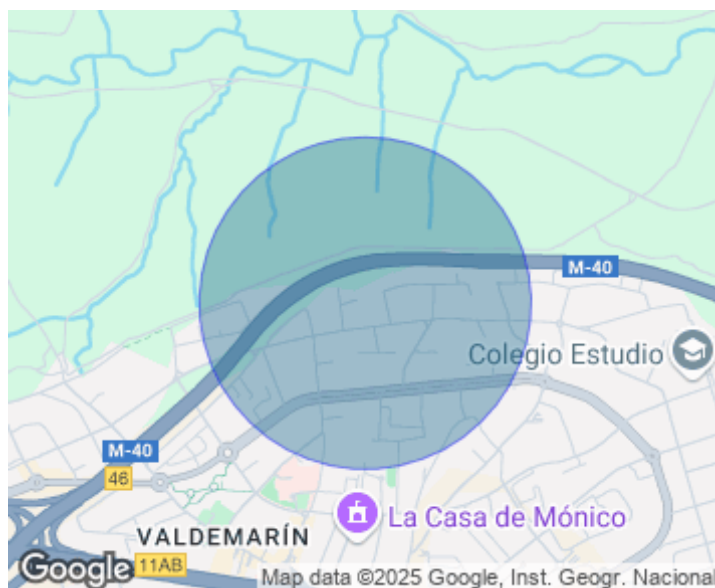 M-40
Colegio Estudio
M-40
46
La Casa de Mónico
VALDEMARÍN
11AB
Google
Map data ©2025 Google, Inst. Geogr. Nacional